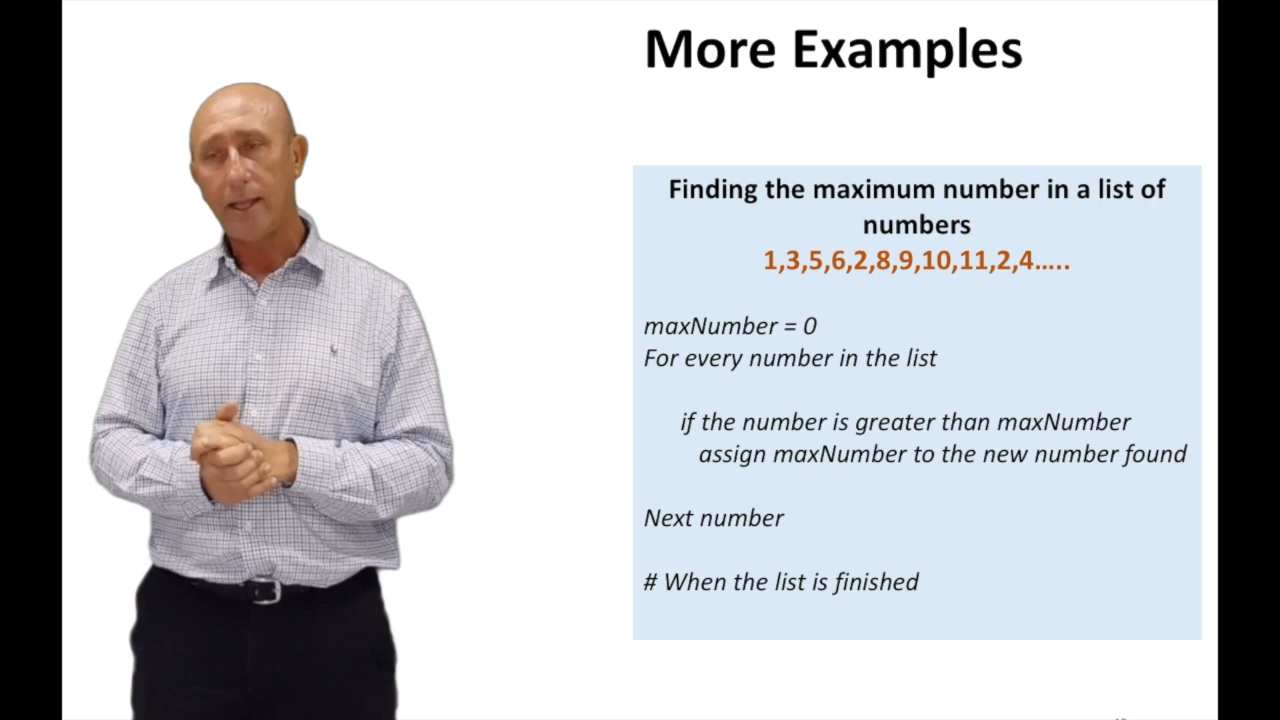 More Examples
Finding the maximum number in a list of
numbers
1,3,5,6,2,8,9,10,11,2,4.....
maxNumber = 0
For every number in the list
if the number is greater than maxNumber
assign maxNumber to the new number found
Next number
# When the list is finished